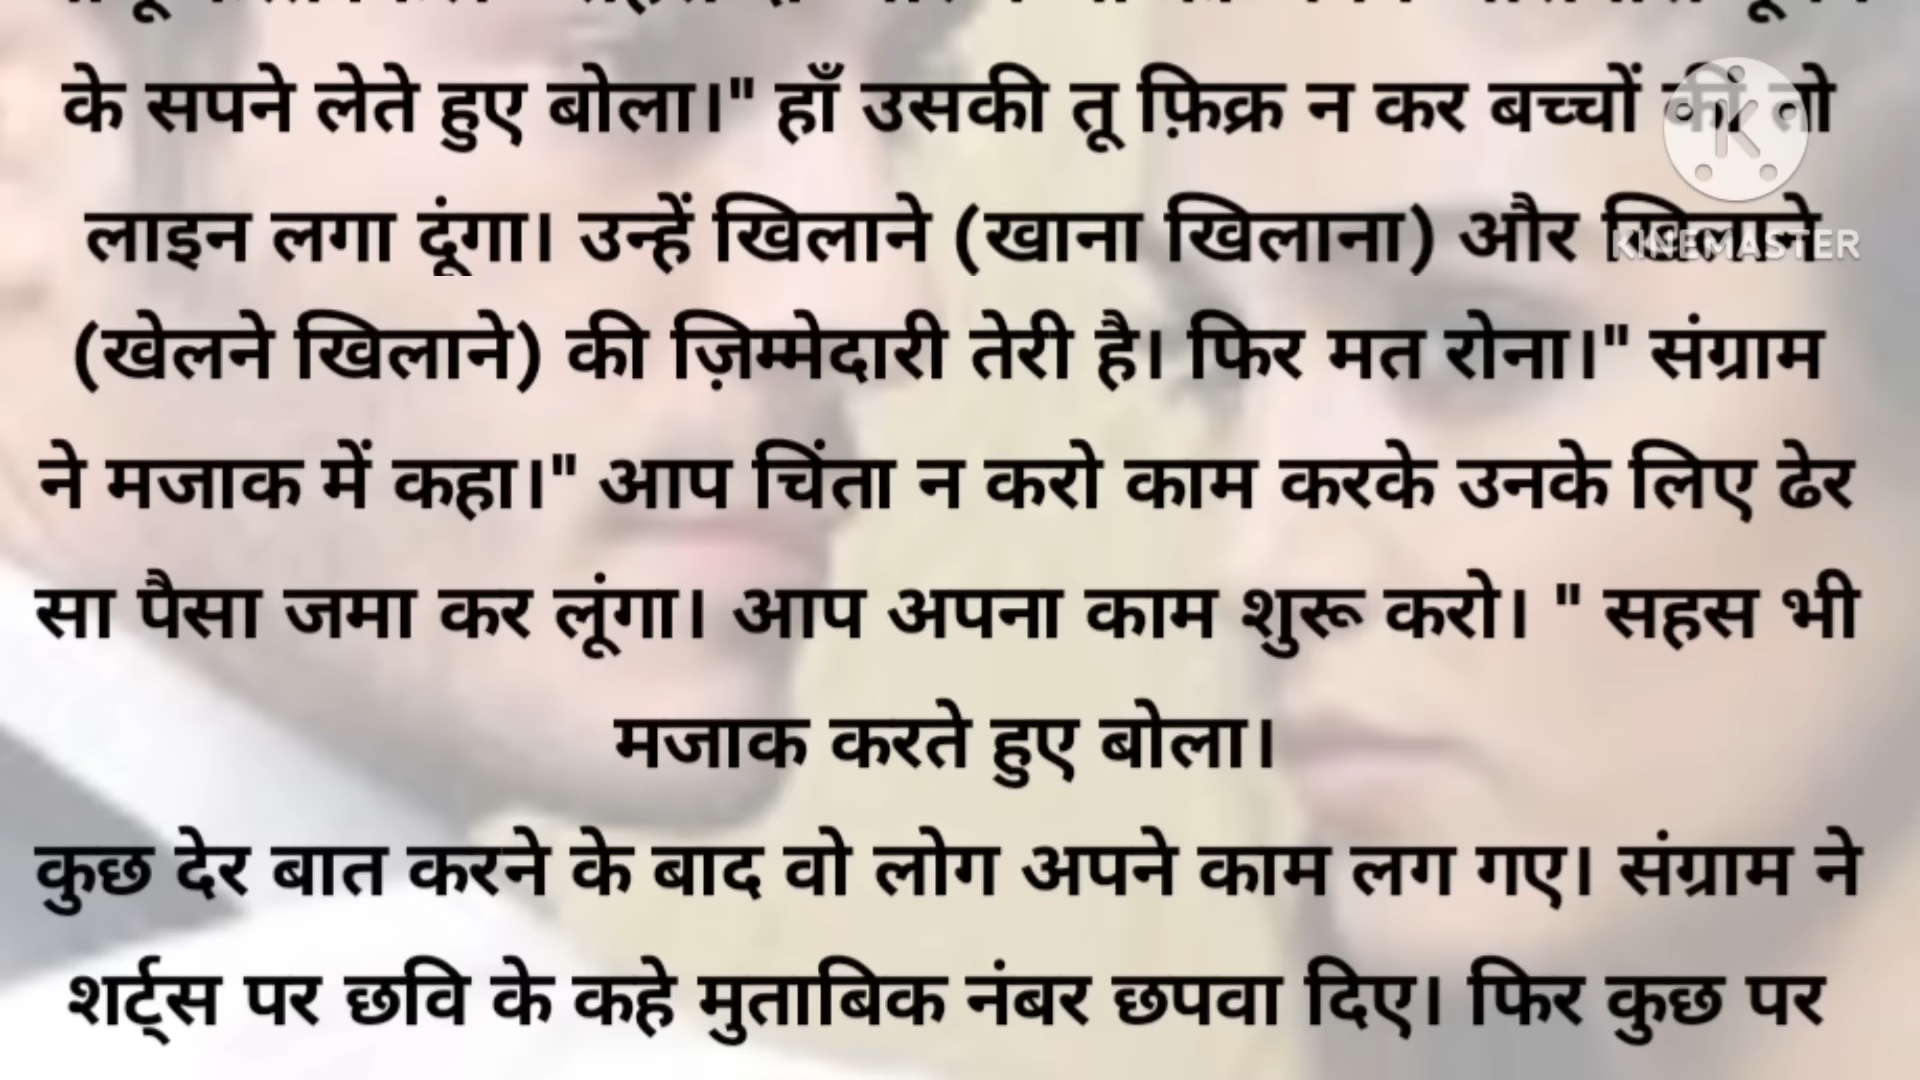 के सपने लेते हुए बोला।" हाँ उसकी तू फ़िक्र न कर बच्चों की तो
लाइन लगा दूंगा। उन्हें खिलाने (खाना खिलाना) और खिलाने
(खेलने खिलाने) की ज़िम्मेदारी तेरी है। फिर मत रोना।" संग्राम
ने मजाक में कहा।" आप चिंता न करो काम करके उनके लिए ढेर
सा पैसा जमा कर लूंगा। आप अपना काम शुरू करो। " सहस भी
मजाक करते हुए बोला।
कुछ देर बात करने के बाद वो लोग अपने काम लग गए। संग्राम ने
शर्ट्स पर छवि के कहे मुताबिक नंबर छपवा दिए। फिर कुछ पर
K
KINEMASTER